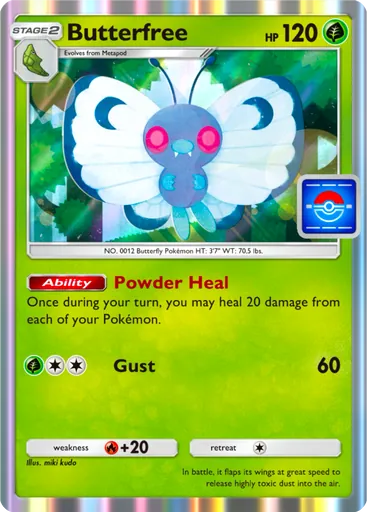 STAGE2 Butterfree HP 120
Evolves from Metapod
NO. 0012 Butterfly Pokémon HT: 3'7" WT: 70.5 lbs.
Ability Powder Heal
Once during your turn, you may heal 20 damage from
each of your Pokémon.
Gust 60
weakness +20 retreat
Illus. miki kudo
In battle, it flaps its wings at great speed to
release highly toxic dust into the air.